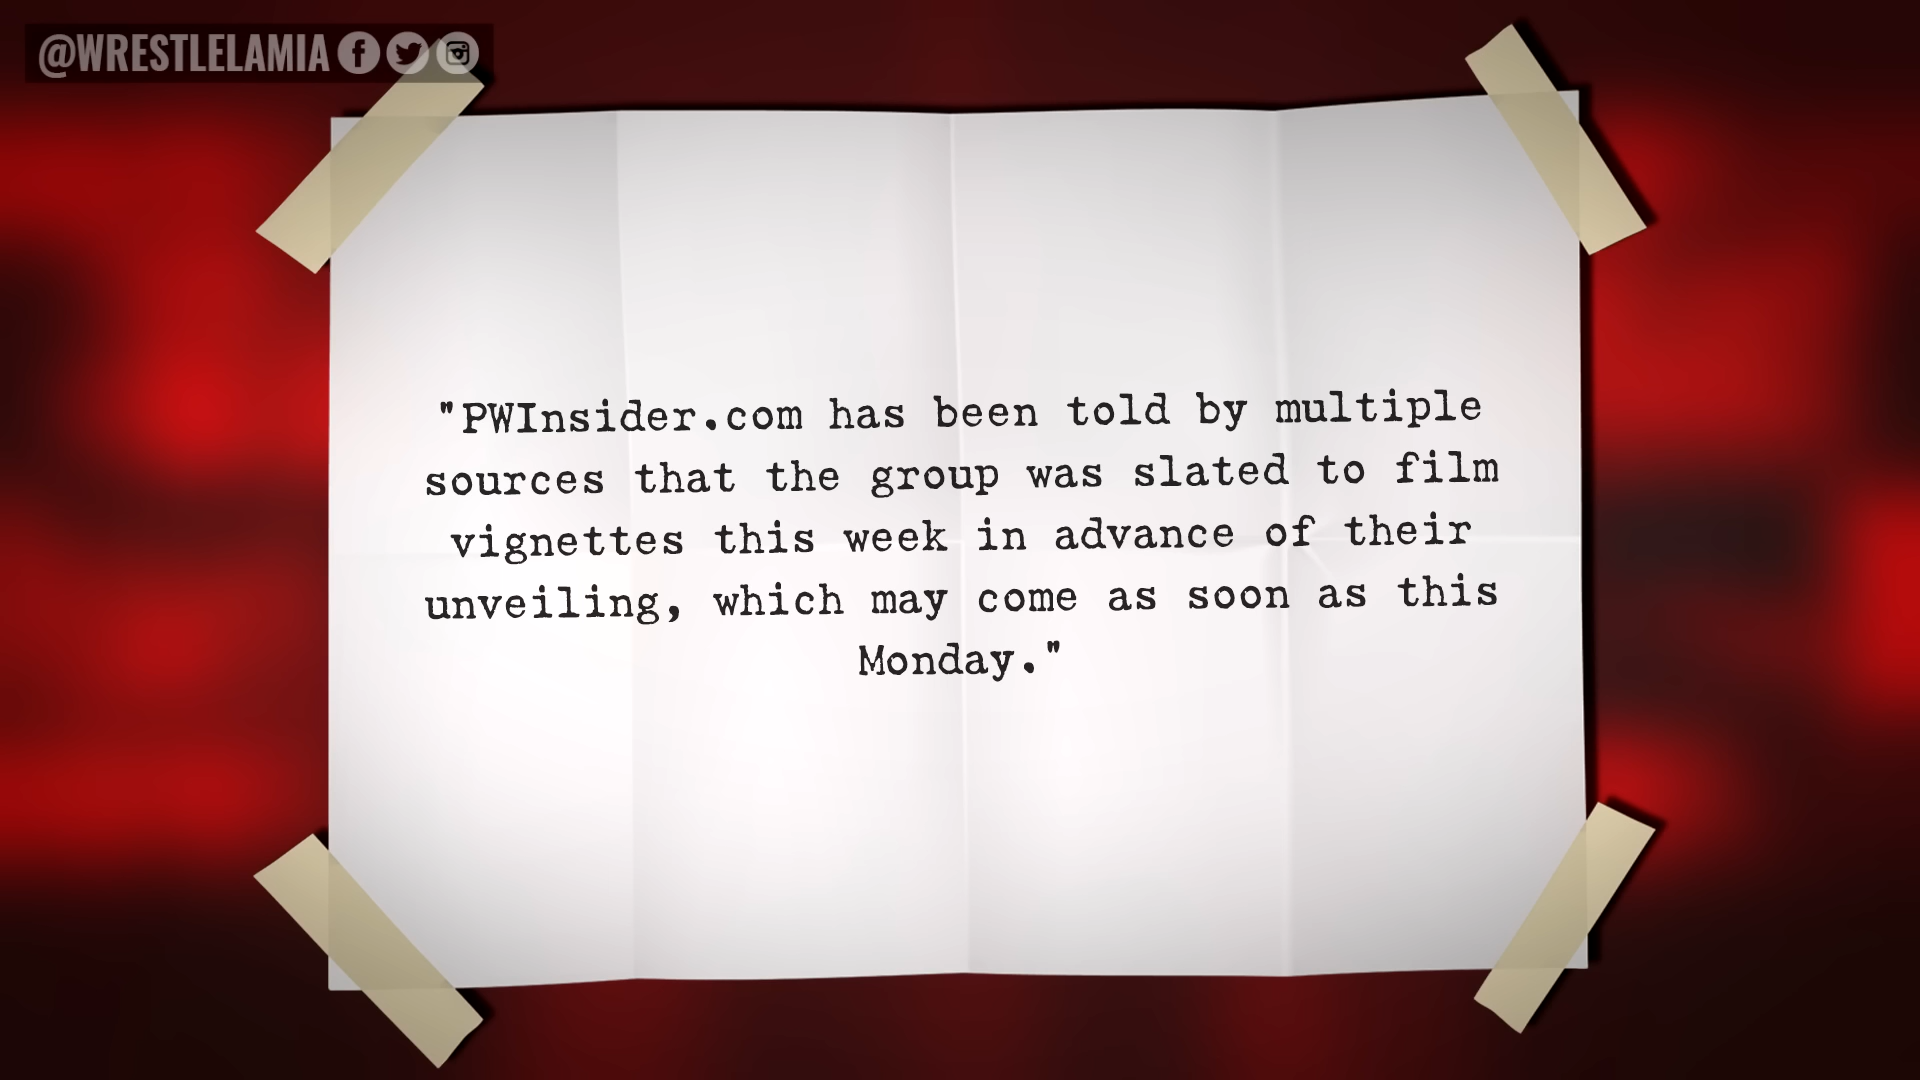 @WRESTLELAMIA
"PWInsider.com has been told by multiple
sources that the group was slated to film
vignettes this week in advance of their
unveiling, which may come as soon as this
Monday."